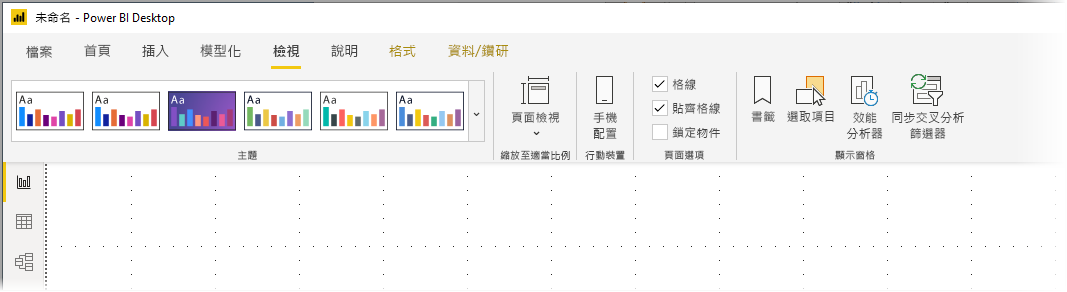 未命名 - Power BI Desktop
檔案 首頁 插入 模型化 檢視 說明 格式 資料/鑽研
Aa Aa Aa Aa Aa Aa
主題
頁面檢視
縮放至適當比例
手機
配置
行動裝置
格線
貼齊格線
鎖定物件
頁面選項
書籤
選取項目
效能
分析器
同步交叉分析
篩選器
顯示窗格